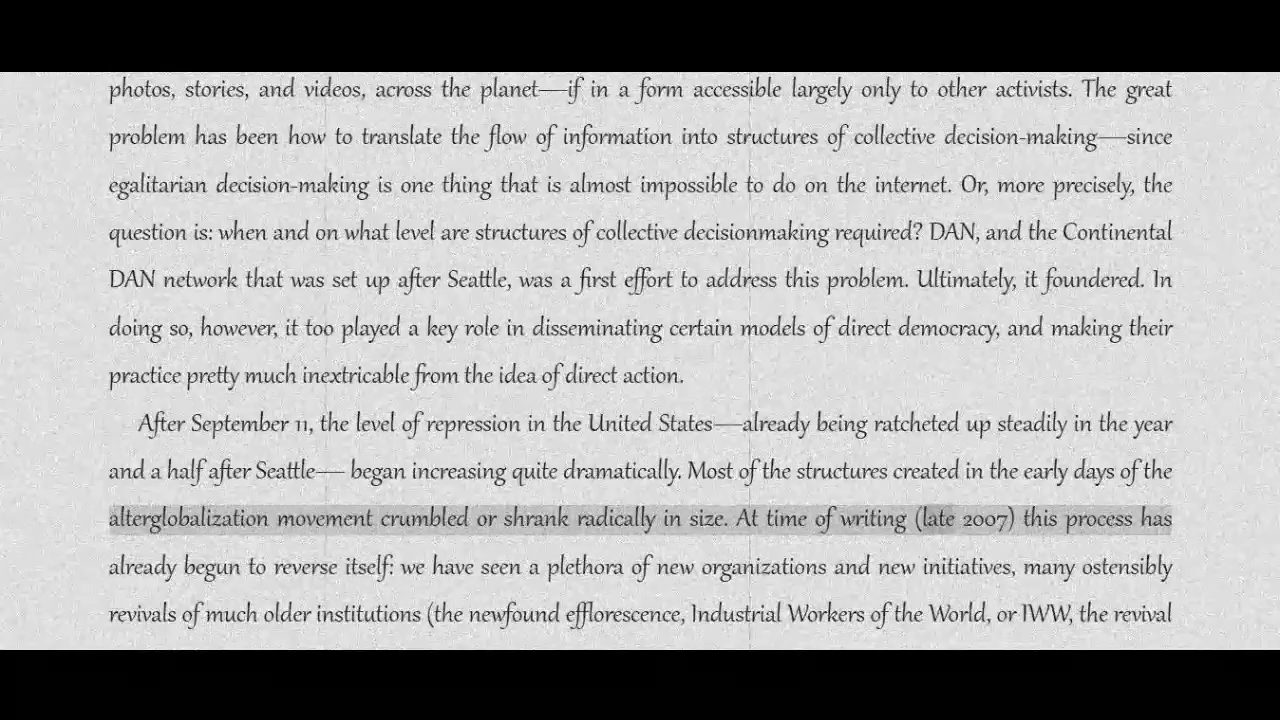 photos, stories, and videos, across the planet—if in a form accessible largely only to other activists. The great
problem has been how to translate the flow of information into structures of collective decision-making—since
egalitarian decision-making is one thing that is almost impossible to do on the internet. Or, more precisely, the
question is: when and on what level are structures of collective decisionmaking required? DAN, and the Continental
DAN network that was set up after Seattle, was a first effort to address this problem. Ultimately, it foundered. In
doing so, however, it too played a key role in disseminating certain models of direct democracy, and making their
practice pretty much inextricable from the idea of direct action.
After September 11, the level of repression in the United States—already being ratcheted up steadily in the year
and a half after Seattle— began increasing quite dramatically. Most of the structures created in the early days of the
alterglobalization movement crumbled or shrank radically in size. At time of writing (late 2007) this process has
already begun to reverse itself: we have seen a plethora of new organizations and new initiatives, many ostensibly
revivals of much older institutions (the newfound efflorescence, Industrial Workers of the World, or IWW, the revival